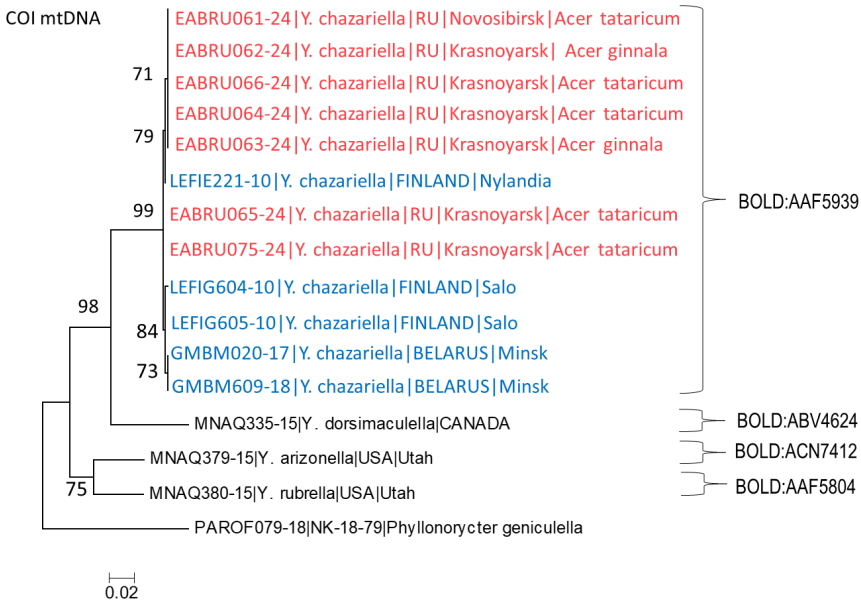 COI mtDNA
EABRU061-24|Y. chazariella|RU|Novosibirsk|Acer tataricum
EABRU062-24|Y. chazariella|RU|Krasnoyarsk| Acer ginnala
71
EABRU066-24|Y. chazariella|RU|Krasnoyarsk|Acer tataricum
EABRU064-24|Y. chazariella|RU|Krasnoyarsk|Acer tataricum
79
EABRU063-24|Y. chazariella|RU|Krasnoyarsk|Acer ginnala
LEFIE221-10|Y. chazariella|FINLAND|Nylandia
BOLD:AAF5939
99
EABRU065-24|Y. chazariella|RU|Krasnoyarsk|Acer tataricum
EABRU075-24|Y. chazariella|RU|Krasnoyarsk|Acer tataricum
LEFIG604-10|Y. chazariella|FINLAND|Salo
98
LEFIG605-10|Y. chazariella|FINLAND|Salo
84
GMBM020-17|Y. chazariella|BELARUS|Minsk
73
GMBM609-18|Y. chazariella|BELARUS|Minsk
MNAQ335-15|Y. dorsimaculella|CANADA
BOLD:ABV4624
MNAQ379-15|Y. arizonella|USA|Utah
BOLD:ACN7412
75
MNAQ380-15|Y. rubrella|USA|Utah
BOLD:AAF5804
PAROF079-18|NK-18-79|Phyllonorycter geniculella
0.02